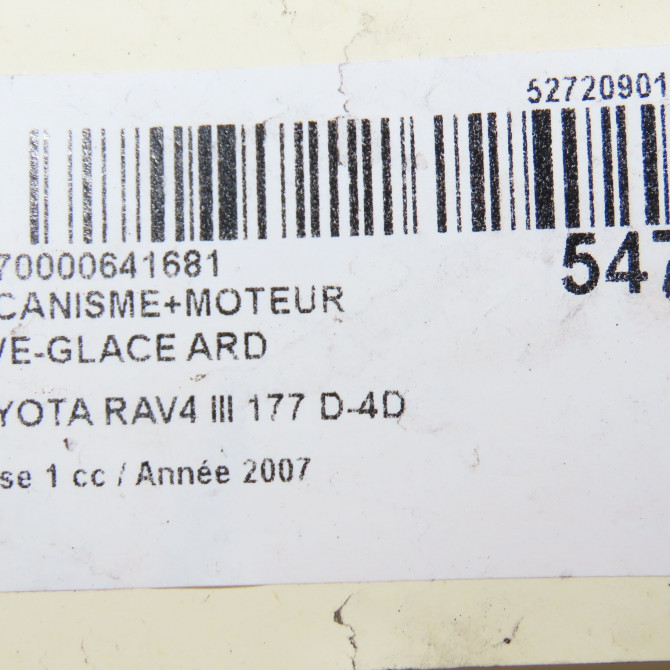 52720901
70000641681
547
CANISME+MOTEUR
VE-GLACE ARD
YOTA RAV4 III 177 D-4D
se 1 cc / Année 2007